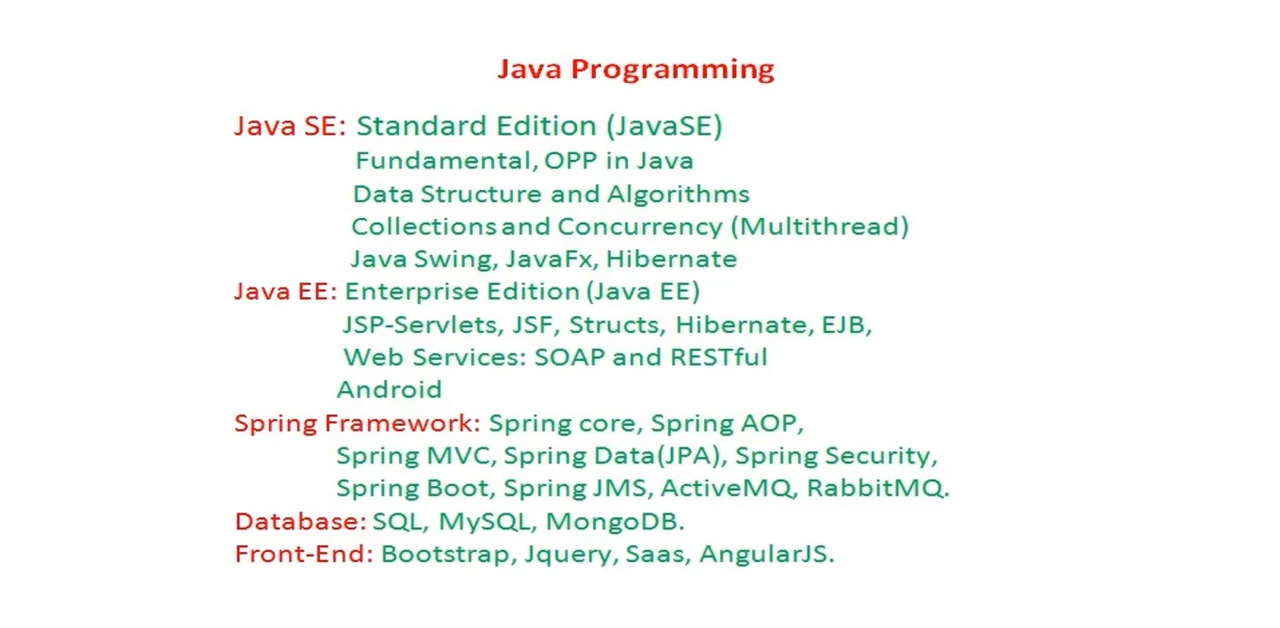 Java Programming
Java SE: Standard Edition (JavaSE)
Fundamental, OPP in Java
Data Structure and Algorithms
Collections and Concurrency (Multithread)
Java Swing, JavaFx, Hibernate
Java EE: Enterprise Edition (Java EE)
JSP-Servlets, JSF, Structs, Hibernate, EJB,
Web Services: SOAP and RESTful
Android
Spring Framework: Spring core, Spring AOP,
Spring MVC, Spring Data(JPA), Spring Security,
Spring Boot, Spring JMS, ActiveMQ, RabbitMQ.
Database: SQL, MySQL, MongoDB.
Front-End: Bootstrap, Jquery, Saas, AngularJS.